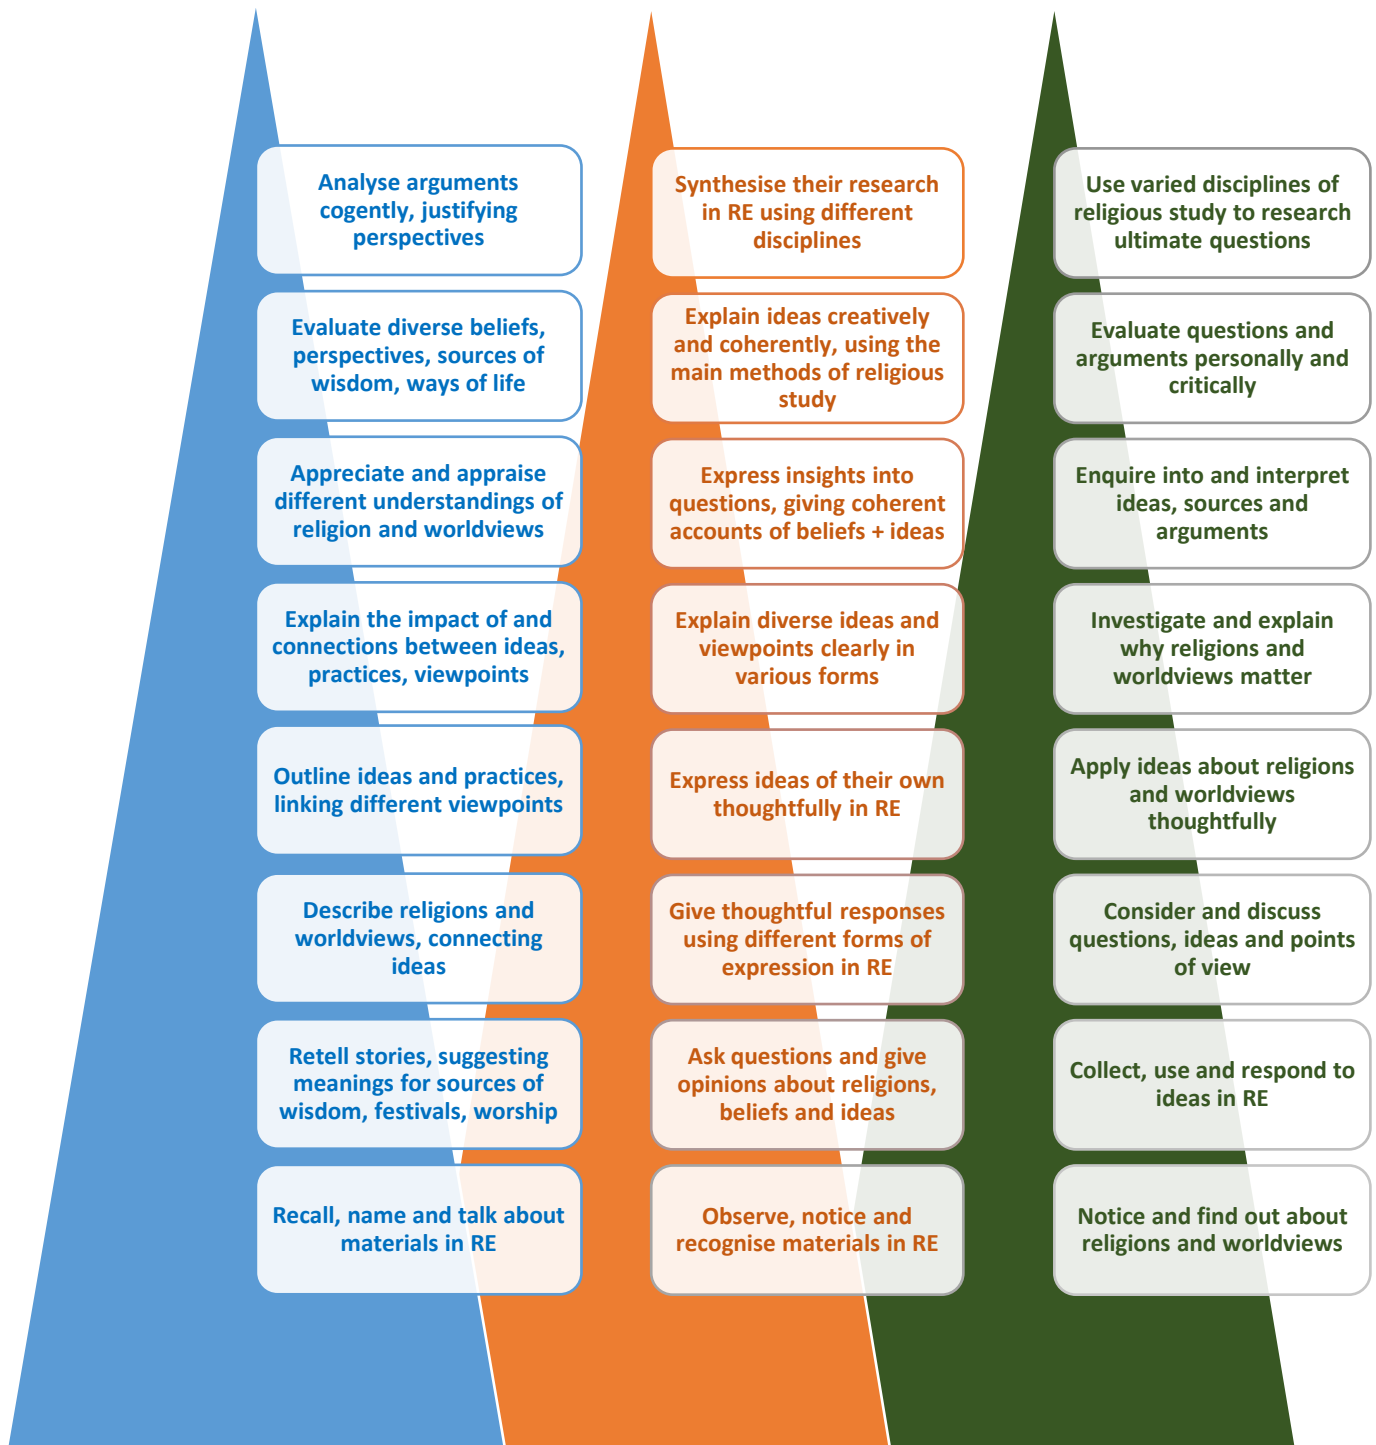 Analyse arguments
cogently, justifying
perspectives
Evaluate diverse beliefs,
perspectives, sources of
wisdom, ways of life
Appreciate and appraise
different understandings of
religion and worldviews
Explain the impact of and
connections between ideas,
practices, viewpoints
Outline ideas and practices,
linking different viewpoints
Describe religions and
worldviews, connecting
ideas
Retell stories, suggesting
meanings for sources of
wisdom, festivals, worship
Recall, name and talk about
materials in RE
Synthesise their research
in RE using different
disciplines
Explain ideas creatively
and coherently, using the
main methods of religious
study
Express insights into
questions, giving coherent
accounts of beliefs + ideas
Explain diverse ideas and
viewpoints clearly in
various forms
Express ideas of their own
thoughtfully in RE
Give thoughtful responses
using different forms of
expression in RE
Ask questions and give
opinions about religions,
beliefs and ideas
Observe, notice and
recognise materials in RE
Use varied disciplines of
religious study to research
ultimate questions
Evaluate questions and
arguments personally and
critically
Enquire into and interpret
ideas, sources and
arguments
Investigate and explain
why religions and
worldviews matter
Apply ideas about religions
and worldviews
thoughtfully
Consider and discuss
questions, ideas and points
of view
Collect, use and respond to
ideas in RE
Notice and find out about
religions and worldviews